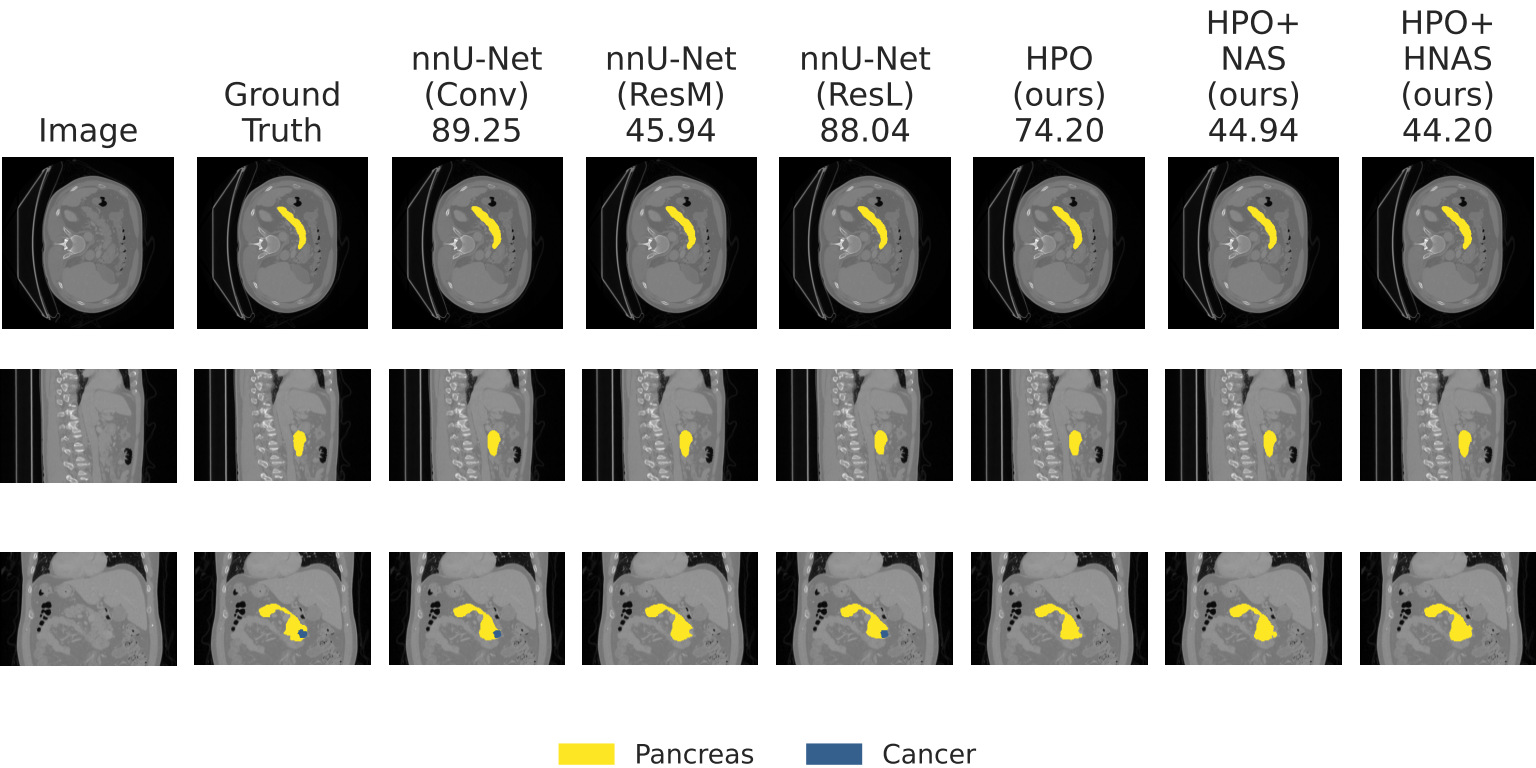 Image
Ground
Truth
nnU-Net
(Conv)
89.25
nnU-Net
(ResM)
45.94
nnU-Net
(ResL)
88.04
HPO
(ours)
74.20
HPO+
NAS
(ours)
44.94
HPO+
HNAS
(ours)
44.20
Pancreas
Cancer